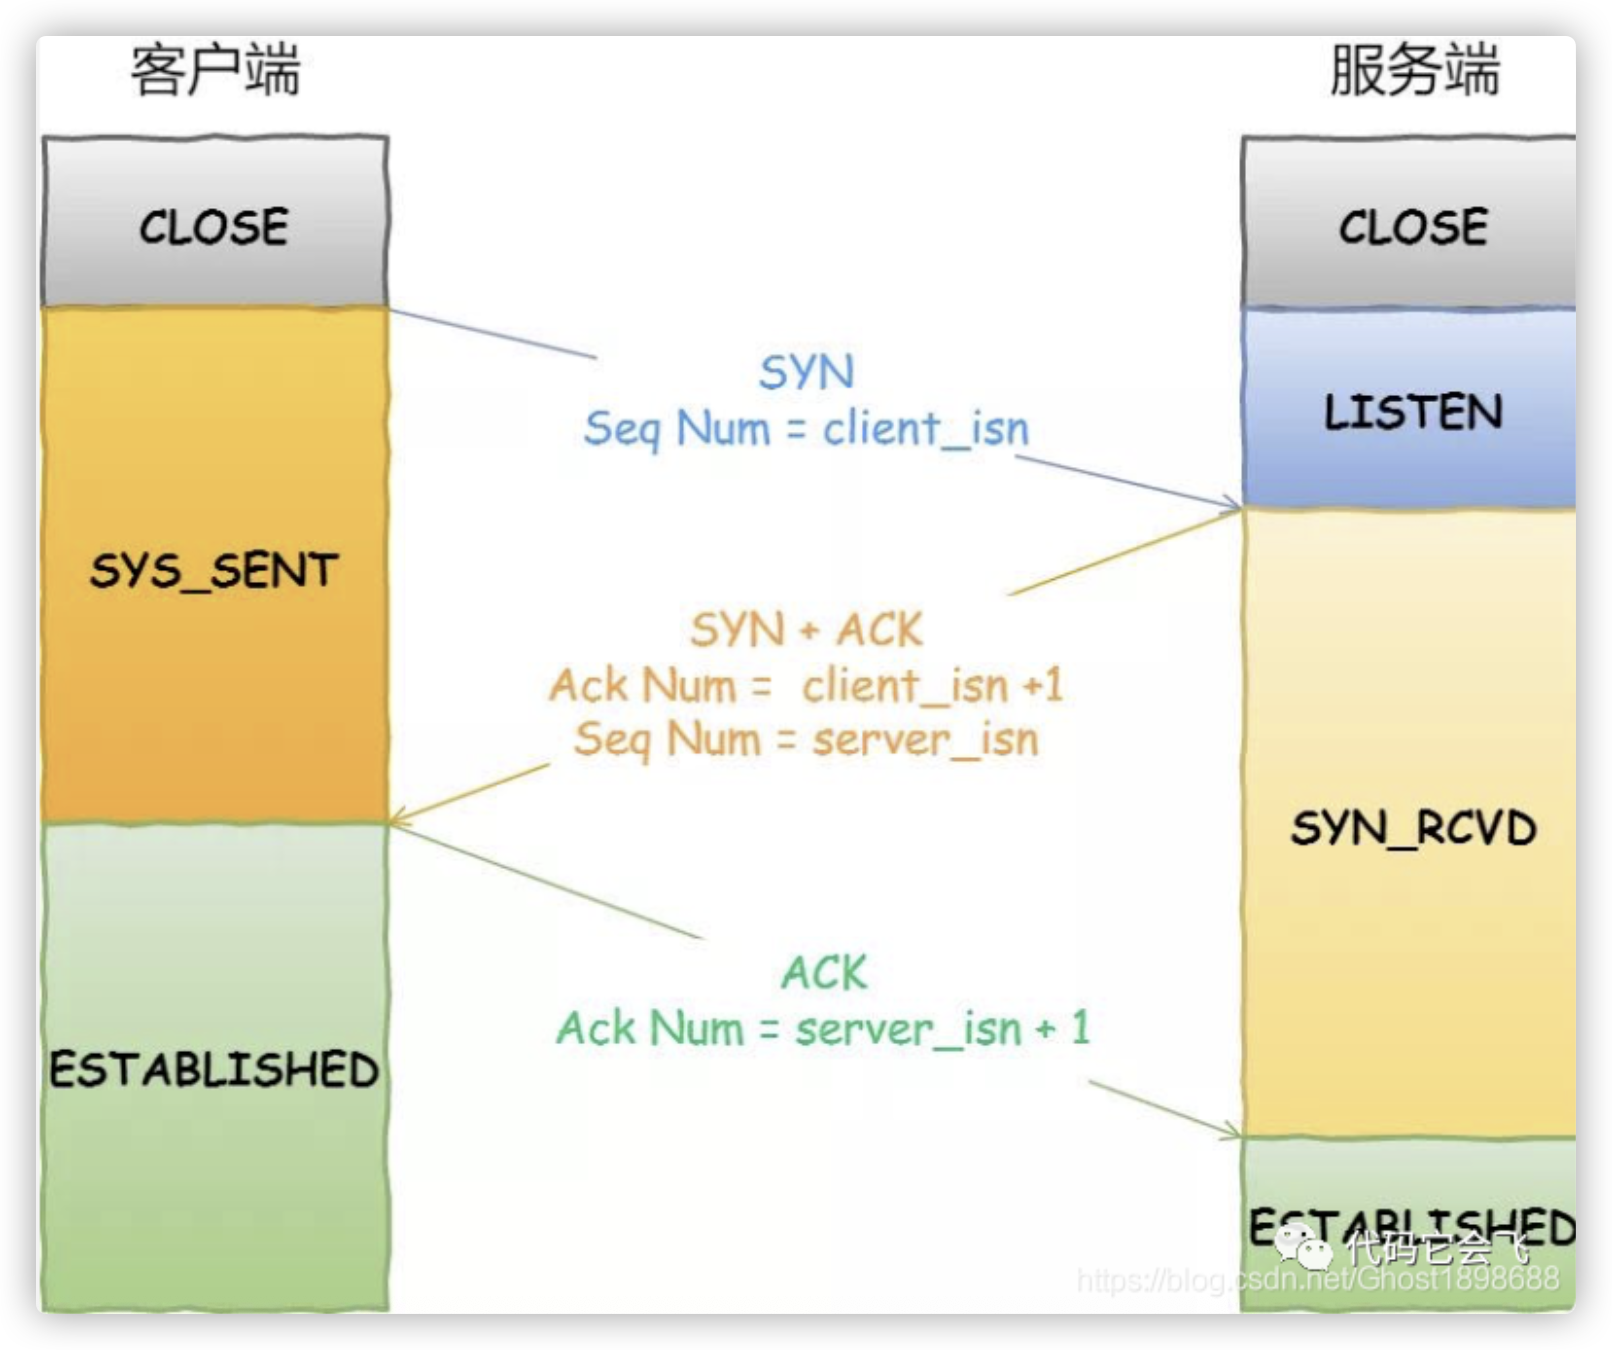 客户端
服务端
CLOSE
CLOSE
SYN
Seq Num = client_isn
LISTEN
SYS_SENT
SYN + ACK
Ack Num = client_isn +1
Seq Num = server_isn
SYN_RCVD
ACK
Ack Num = server_isn + 1
ESTABLISHED
ESTABLISHED
代码它会飞
https://blog.csdn.net/Ghost1898688